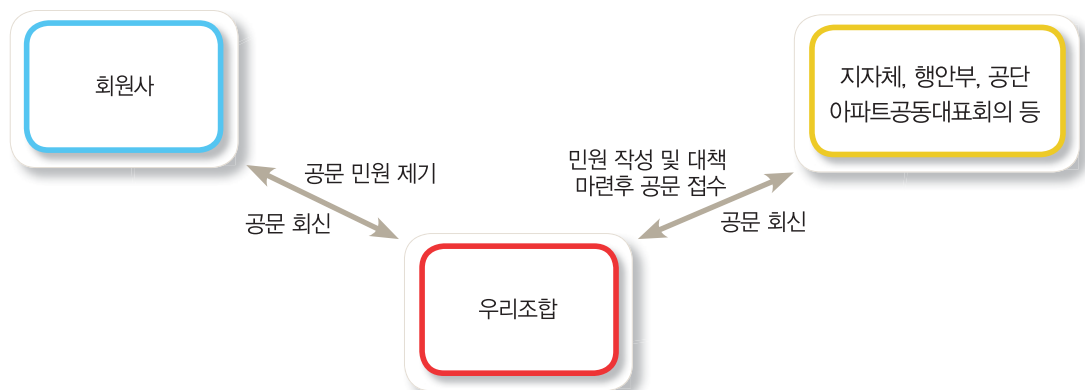 회원사
지자체, 행안부, 공단
아파트공동대표회의 등
공문 민원 제기
공문 회신
민원 작성 및 대책
마련후 공문 접수
공문 회신
우리조합